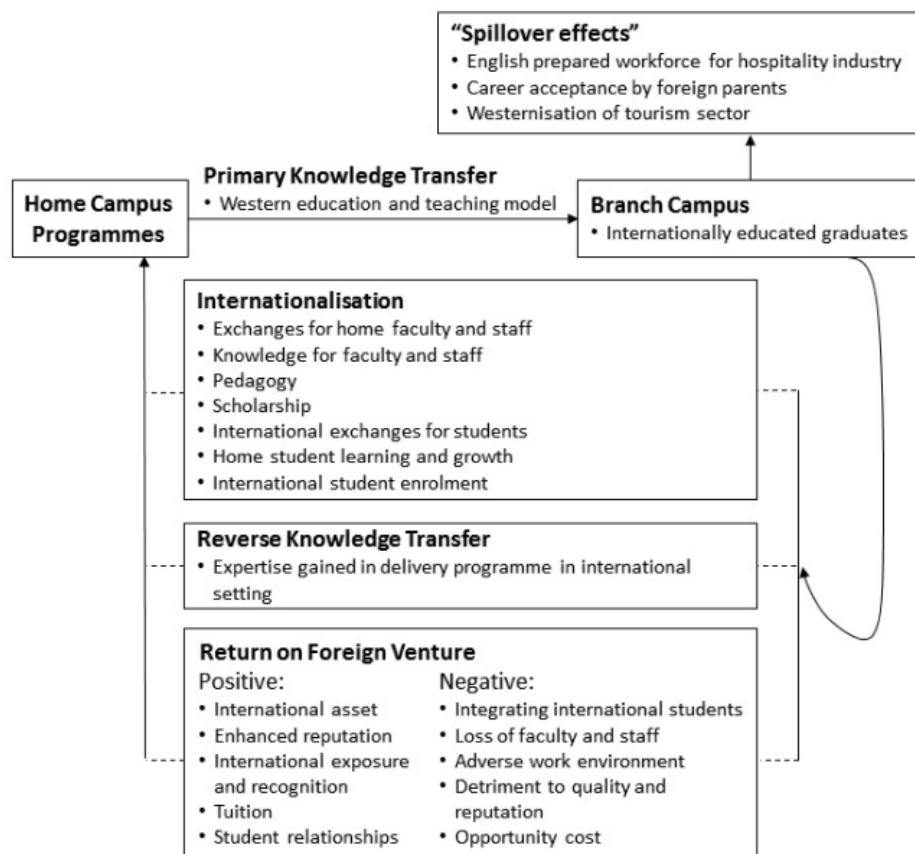 “Spillover effects”
• English prepared workforce for hospitality industry
• Career acceptance by foreign parents
• Westernisation of tourism sector
Primary Knowledge Transfer
• Western education and teaching model
Home Campus
Programmes
Branch Campus
• Internationally educated graduates
Internationalisation
• Exchanges for home faculty and staff
• Knowledge for faculty and staff
• Pedagogy
• Scholarship
• International exchanges for students
• Home student learning and growth
• International student enrolment
Reverse Knowledge Transfer
• Expertise gained in delivery programme in international
setting
Return on Foreign Venture
Positive:
• International asset
• Enhanced reputation
• International exposure
and recognition
• Tuition
• Student relationships
Negative:
• Integrating international students
• Loss of faculty and staff
• Adverse work environment
• Detriment to quality and
reputation
• Opportunity cost